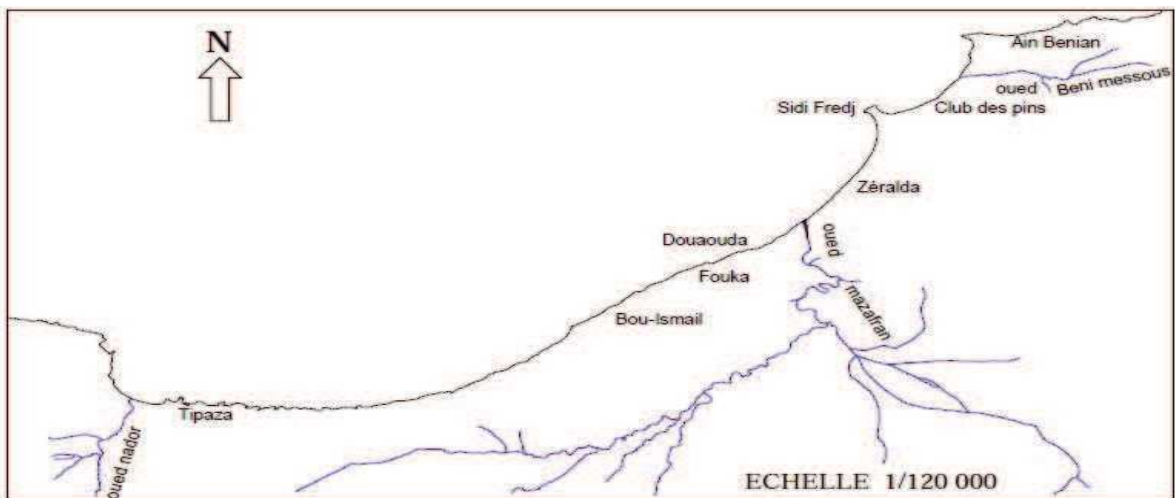 N
Ain Benian
oued Beni messous
Sidi Fredj
Club des pins
Zéralda
Douaouda
oued mazafran
Fouka
Bou-Ismail
Tipaza
oued nador
ECHELLE 1/120 000